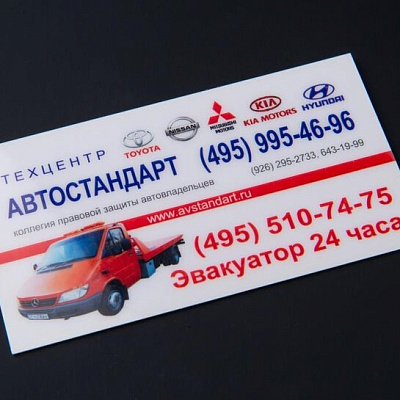 ТЕХЦЕНТР
TOYOTA
NISSAN
MITSUBISHI MOTORS
KIA
KIA MOTORS
HYUNDAI
АВТОСТАНДАРТ (495) 995-46-96
(926) 295-2733. 643-19-99
коллегия правовой защиты автовладельцев
www.avstandart.ru
(495) 510-74-75
Эвакуатор 24 часа